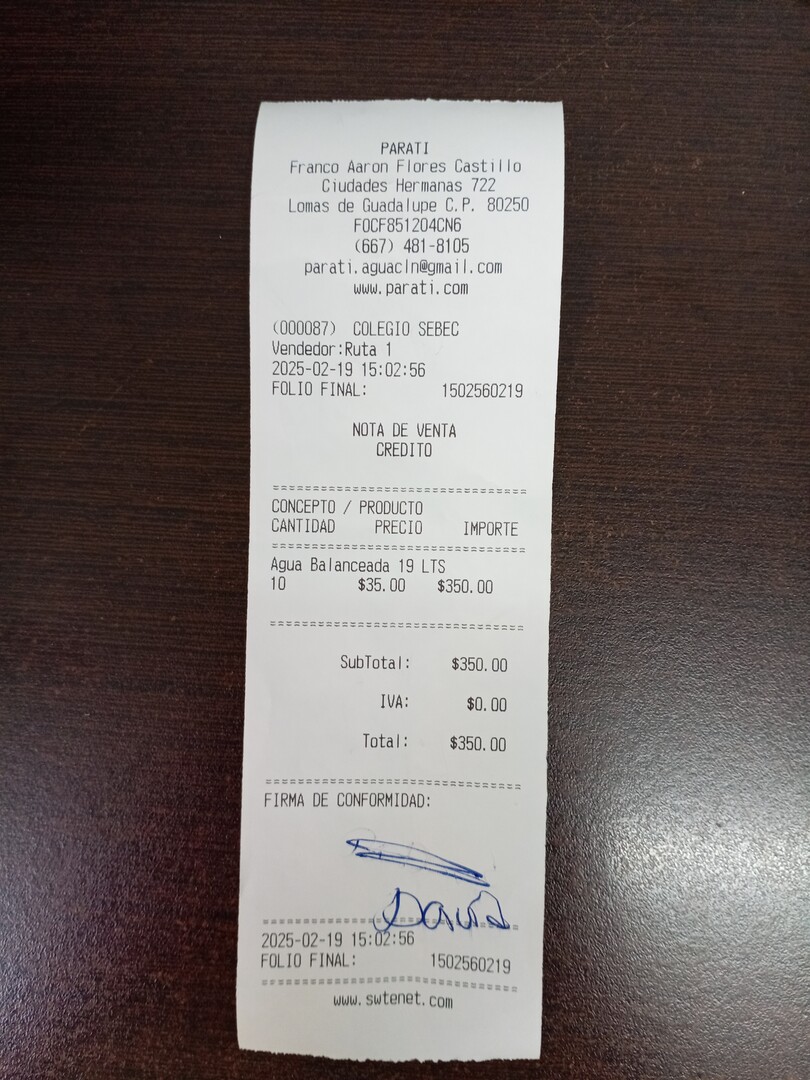 PARATI
Franco Aaron Flores Castillo
Ciudades Hermanas 722
Lomas de Guadalupe C.P. 80250
FOCF851204CN6
(667) 481-8105
parati.aguacln@gmail.com
www.parati.com
(000087) COLEGIO SEBEC
Vendedor:Ruta 1
2025-02-19 15:02:56
FOLIO FINAL: 1502560219
NOTA DE VENTA
CREDITO
==============================
CONCEPTO / PRODUCTO
CANTIDAD PRECIO IMPORTE
==============================
Agua Balanceada 19 LTS
10 $35.00 $350.00
==============================
SubTotal: $350.00
IVA: $0.00
Total: $350.00
==============================
FIRMA DE CONFORMIDAD:
David
==============================
2025-02-19 15:02:56
FOLIO FINAL: 1502560219
==============================
www.swtenet.com